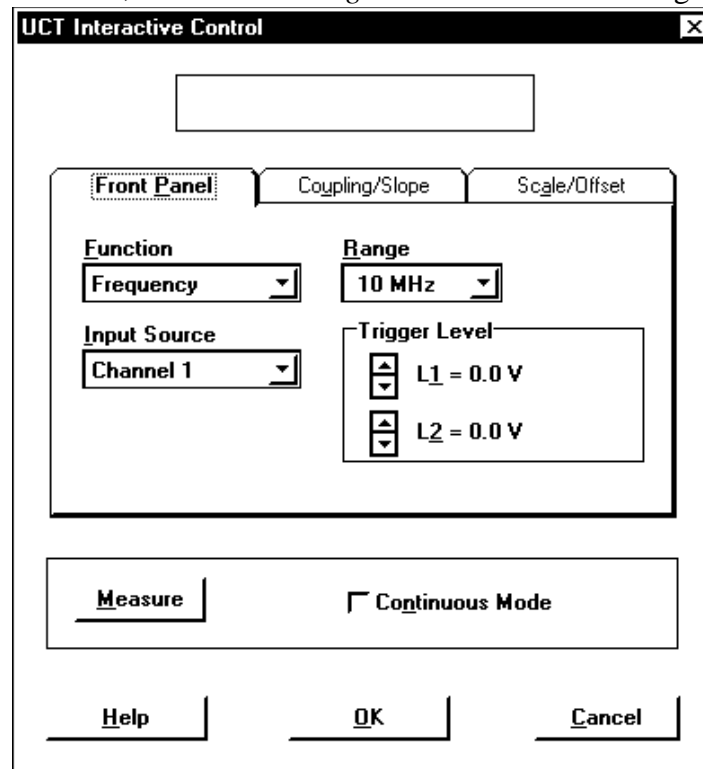 UCT Interactive Control
Front Panel
Coupling/Slope
Scale/Offset
Function
Range
Frequency
10 MHz
Input Source
Trigger Level
Channel 1
L1 = 0.0 V
L2 = 0.0 V
Measure
Continuous Mode
Help
OK
Cancel